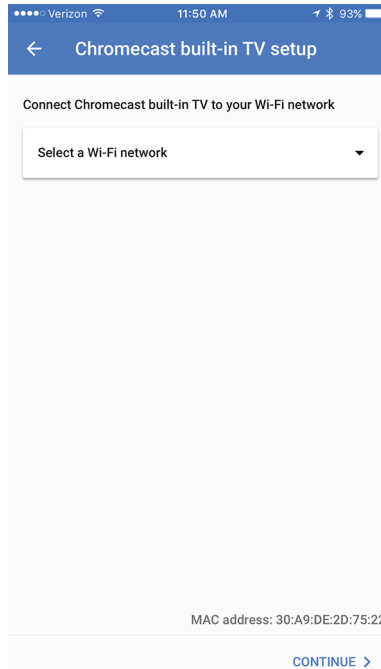 Verizon 11:50 AM 93%
Chromecast built-in TV setup
Connect Chromecast built-in TV to your Wi-Fi network
Select a Wi-Fi network
MAC address: 30:A9:DE:2D:75:22
CONTINUE